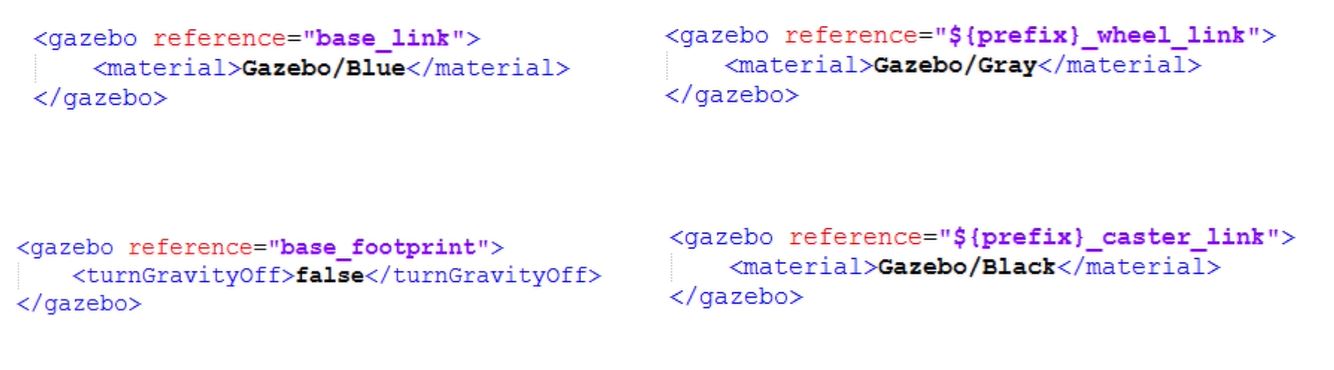 <gazebo reference="base_link">
<material>Gazebo/Blue</material>
</gazebo>
<gazebo reference="${prefix}_wheel_link">
<material>Gazebo/Gray</material>
</gazebo>
<gazebo reference="base_footprint">
<turnGravityOff>false</turnGravityOff>
</gazebo>
<gazebo reference="${prefix}_caster_link">
<material>Gazebo/Black</material>
</gazebo>